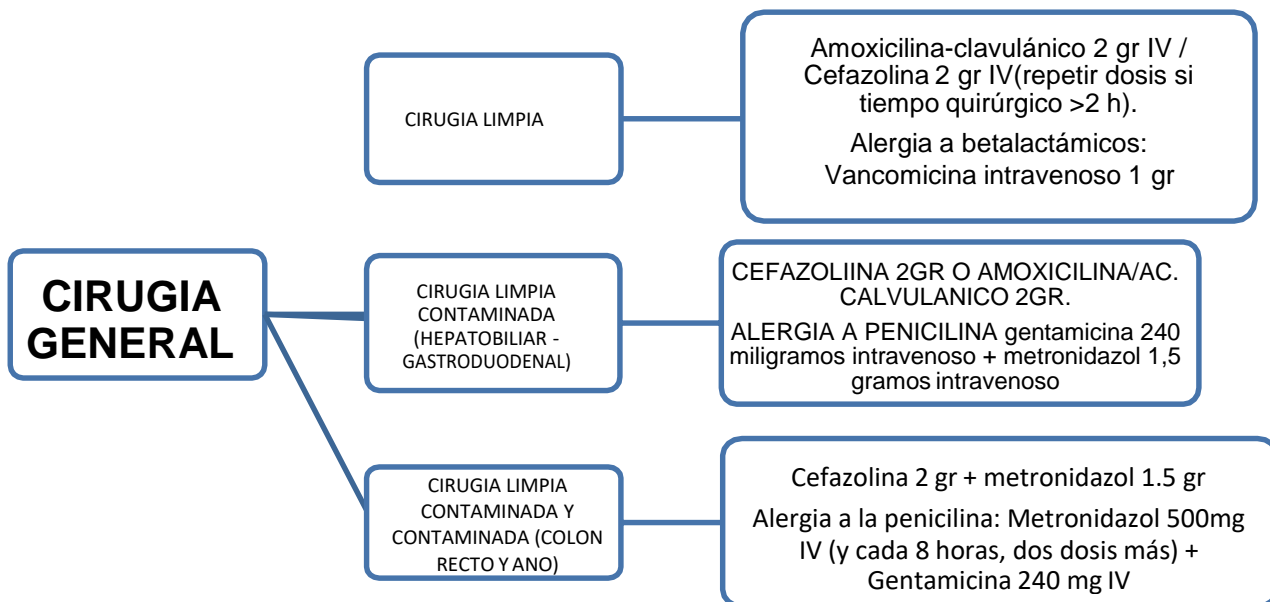 CIRUGIA
GENERAL
CIRUGIA LIMPIA
Amoxicilina-clavulánico 2 gr IV /
Cefazolina 2 gr IV(repetir dosis si
tiempo quirúrgico >2 h).
Alergia a betalactámicos:
Vancomicina intravenoso 1 gr
CIRUGIA LIMPIA
CONTAMINADA
(HEPATOBILIAR -
GASTRODUODENAL)
CEFAZOLIINA 2GR O AMOXICILINA/AC.
CALVULANICO 2GR.
ALERGIA A PENICILINA gentamicina 240
miligramos intravenoso + metronidazol 1,5
gramos intravenoso
CIRUGIA LIMPIA
CONTAMINADA Y
CONTAMINADA (COLON
RECTO Y ANO)
Cefazolina 2 gr + metronidazol 1.5 gr
Alergia a la penicilina: Metronidazol 500mg
IV (y cada 8 horas, dos dosis más) +
Gentamicina 240 mg IV